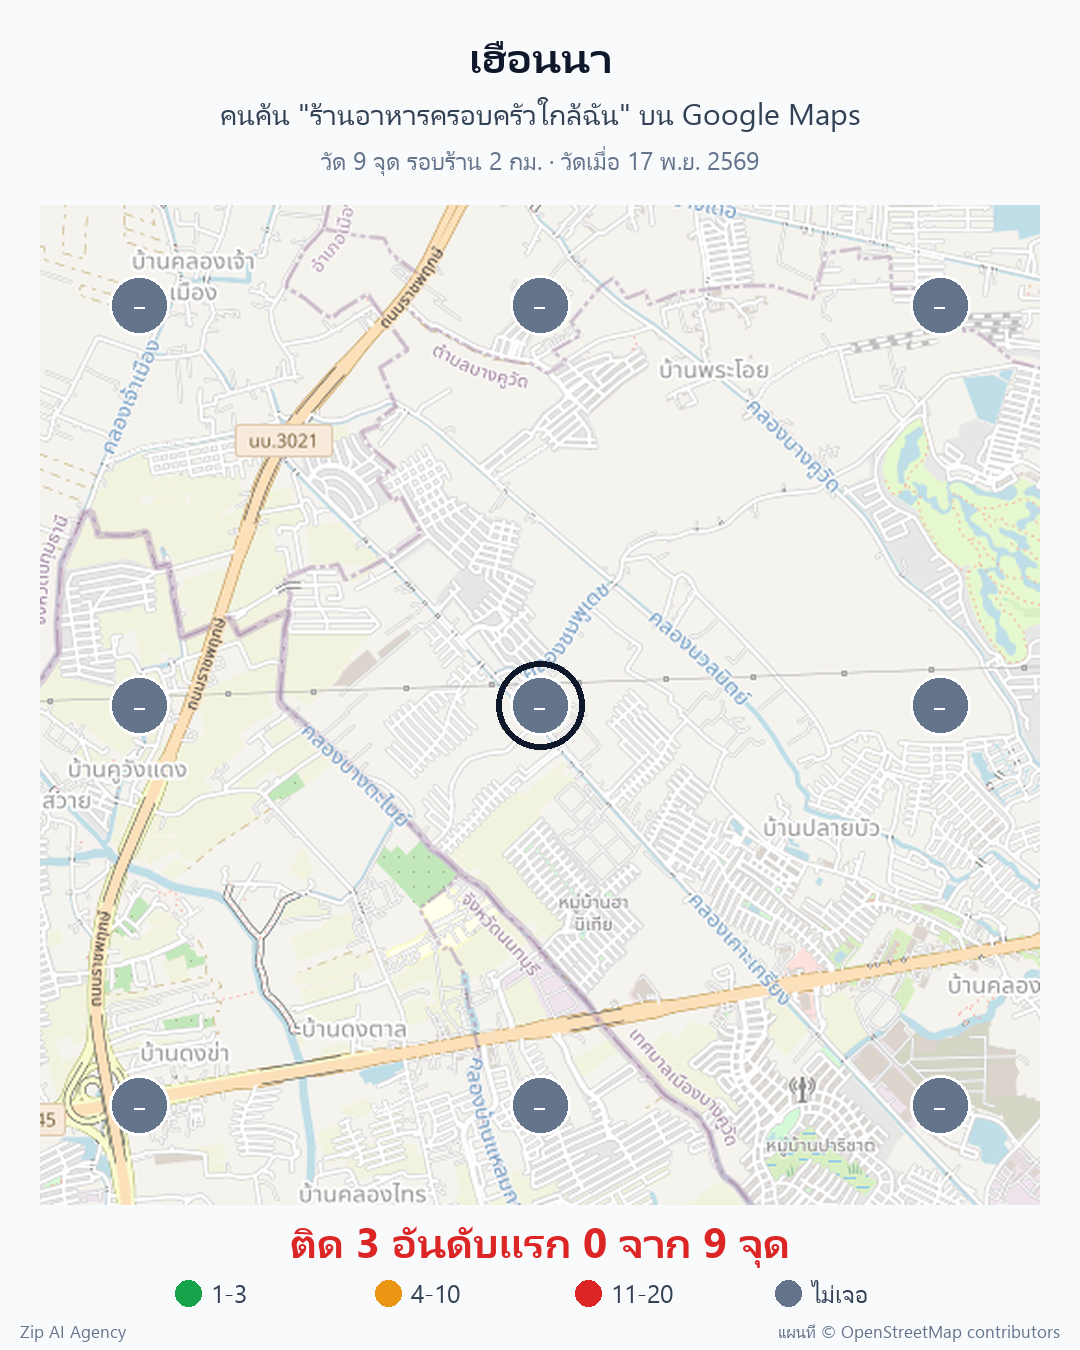 เฮือนนา
คนค้น "ร้านอาหารครอบครัวใกล้ฉัน" บน Google Maps
วัด 9 จุด รอบร้าน 2 กม. · วัดเมื่อ 17 พ.ย. 2569
บ้านคลองเจ้า
เมือง
ถนนราชพฤกษ์
ตำบลบางคูวัด
บ้านพระโอย
คลองเจ้าเมือง
คลองบางคูวัด
นบ.3021
คลองนวลฉวี
ถนนราชพฤกษ์
บ้านคูวังแดง
คลองบางตะไนย์
บ้านปลายบัว
หมู่บ้านฮา
บิเทีย
จังหวัดนนทบุรี
คลองเกาะเกรียง
ถนนราชพฤกษ์
บ้านคลอง
บ้านดงตาล
บ้านดงข่า
เทศบาลเมืองบางคูวัด
45
หมู่บ้านปาริชาต
บ้านคลองไทร
ติด 3 อันดับแรก 0 จาก 9 จุด
1-3
4-10
11-20
ไม่เจอ
Zip AI Agency
แผนที่ © OpenStreetMap contributors